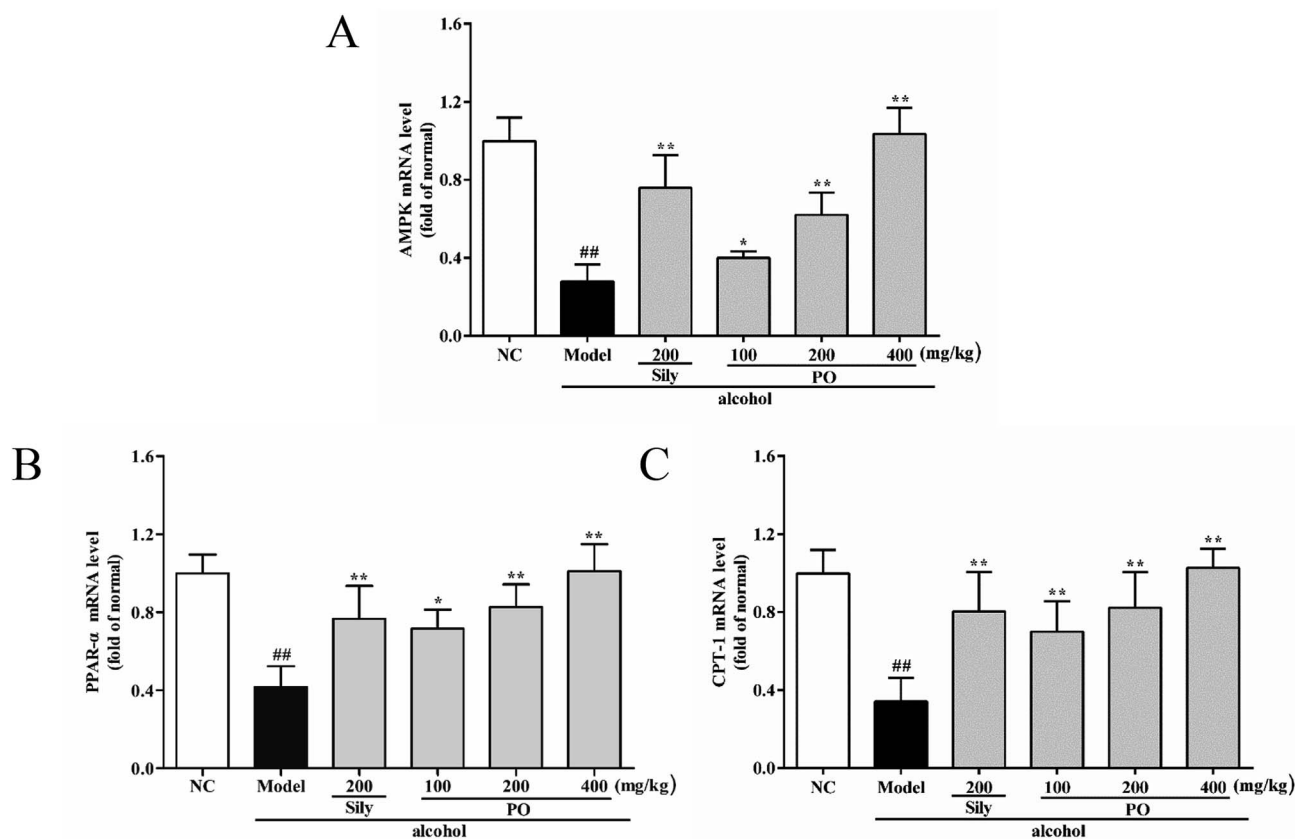 A
AMPK mRNA level
(fold of normal)
1.6
1.2
0.8
0.4
0.0
##
**
*
**
**
NC Model 200 100 200 400 (mg/kg)
Sily PO
alcohol
B
PPAR-α mRNA level
(fold of normal)
1.6
1.2
0.8
0.4
0.0
##
**
*
**
**
NC Model 200 100 200 400 (mg/kg)
Sily PO
alcohol
C
CPT-1 mRNA level
(fold of normal)
1.6
1.2
0.8
0.4
0.0
##
**
**
**
**
NC Model 200 100 200 400 (mg/kg)
Sily PO
alcohol